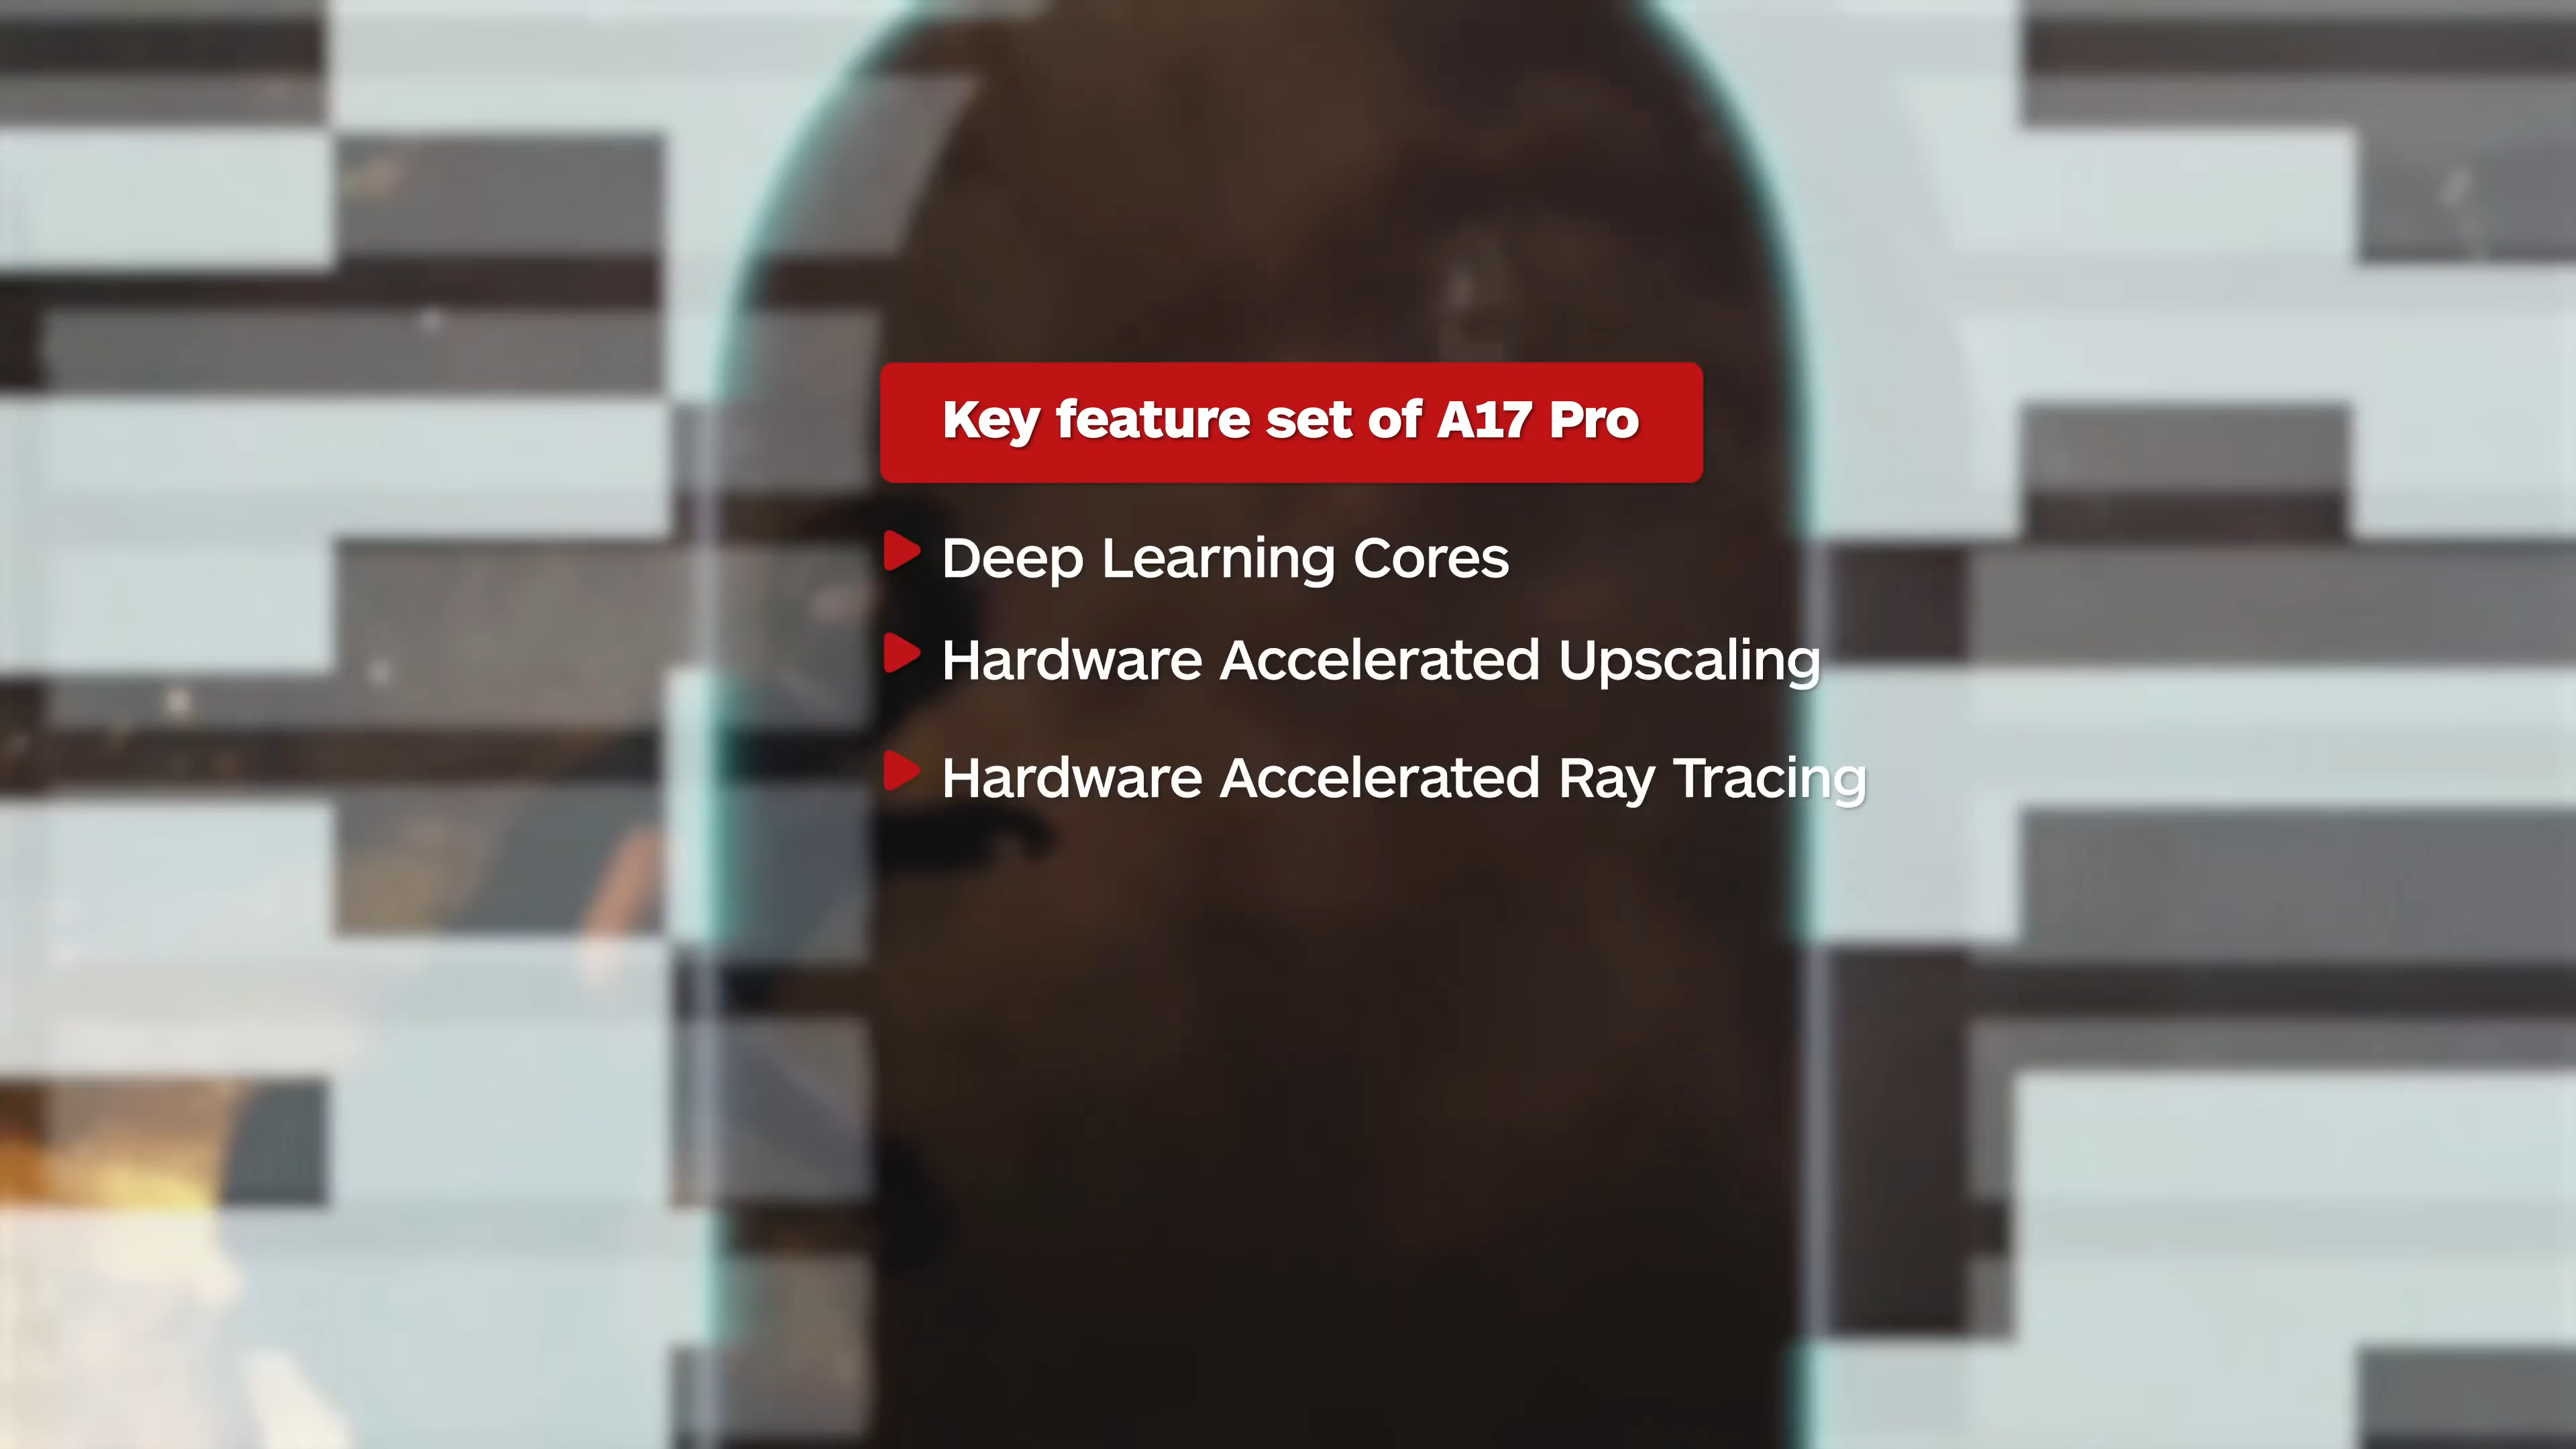 Key feature set of A17 Pro
Deep Learning Cores
Hardware Accelerated Upscaling
Hardware Accelerated Ray Tracing